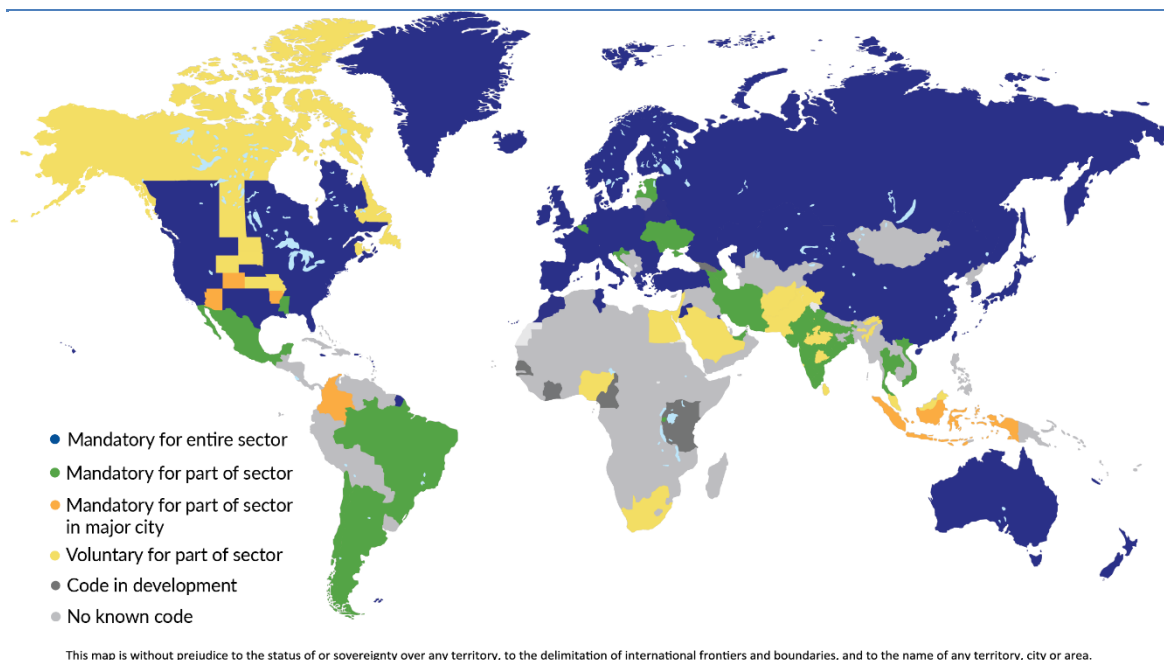 Mandatory for entire sector
Mandatory for part of sector
Mandatory for part of sector
in major city
Voluntary for part of sector
Code in development
No known code
This map is without prejudice to the status of or sovereignty over any territory, to the delimitation of international frontiers and boundaries, and to the name of any territory, city or area.